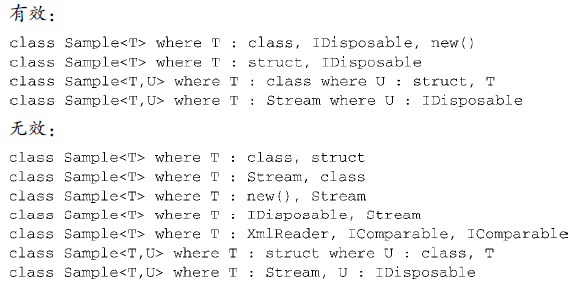 有效：
class Sample<T> where T : class, IDisposable, new()
class Sample<T> where T : struct, IDisposable
class Sample<T,U> where T : class where U : struct, T
class Sample<T,U> where T : Stream where U : IDisposable
无效：
class Sample<T> where T : class, struct
class Sample<T> where T : Stream, class
class Sample<T> where T : new(), Stream
class Sample<T> where T : IDisposable, Stream
class Sample<T> where T : XmlReader, IComparable, IComparable
class Sample<T,U> where T : struct where U : class, T
class Sample<T,U> where T : Stream, U : IDisposable